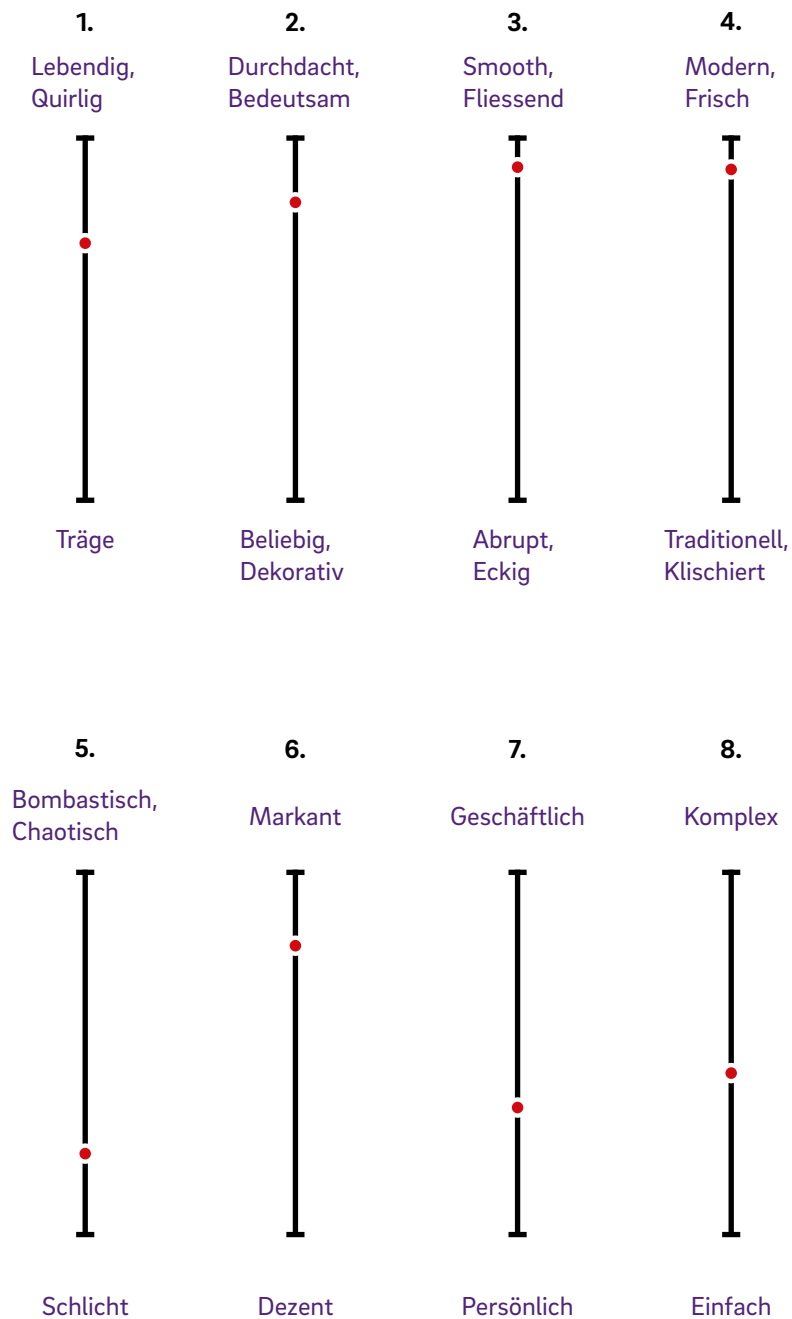 1.
2.
3.
4.
Lebendig,
Quirlig
Durchdacht,
Bedeutsam
Smooth,
Fliessend
Modern,
Frisch
Träge
Beliebig,
Dekorativ
Abrupt,
Eckig
Traditionell,
Klischiert
5.
6.
7.
8.
Bombastisch,
Chaotisch
Markant
Geschäftlich
Komplex
Schlicht
Dezent
Persönlich
Einfach